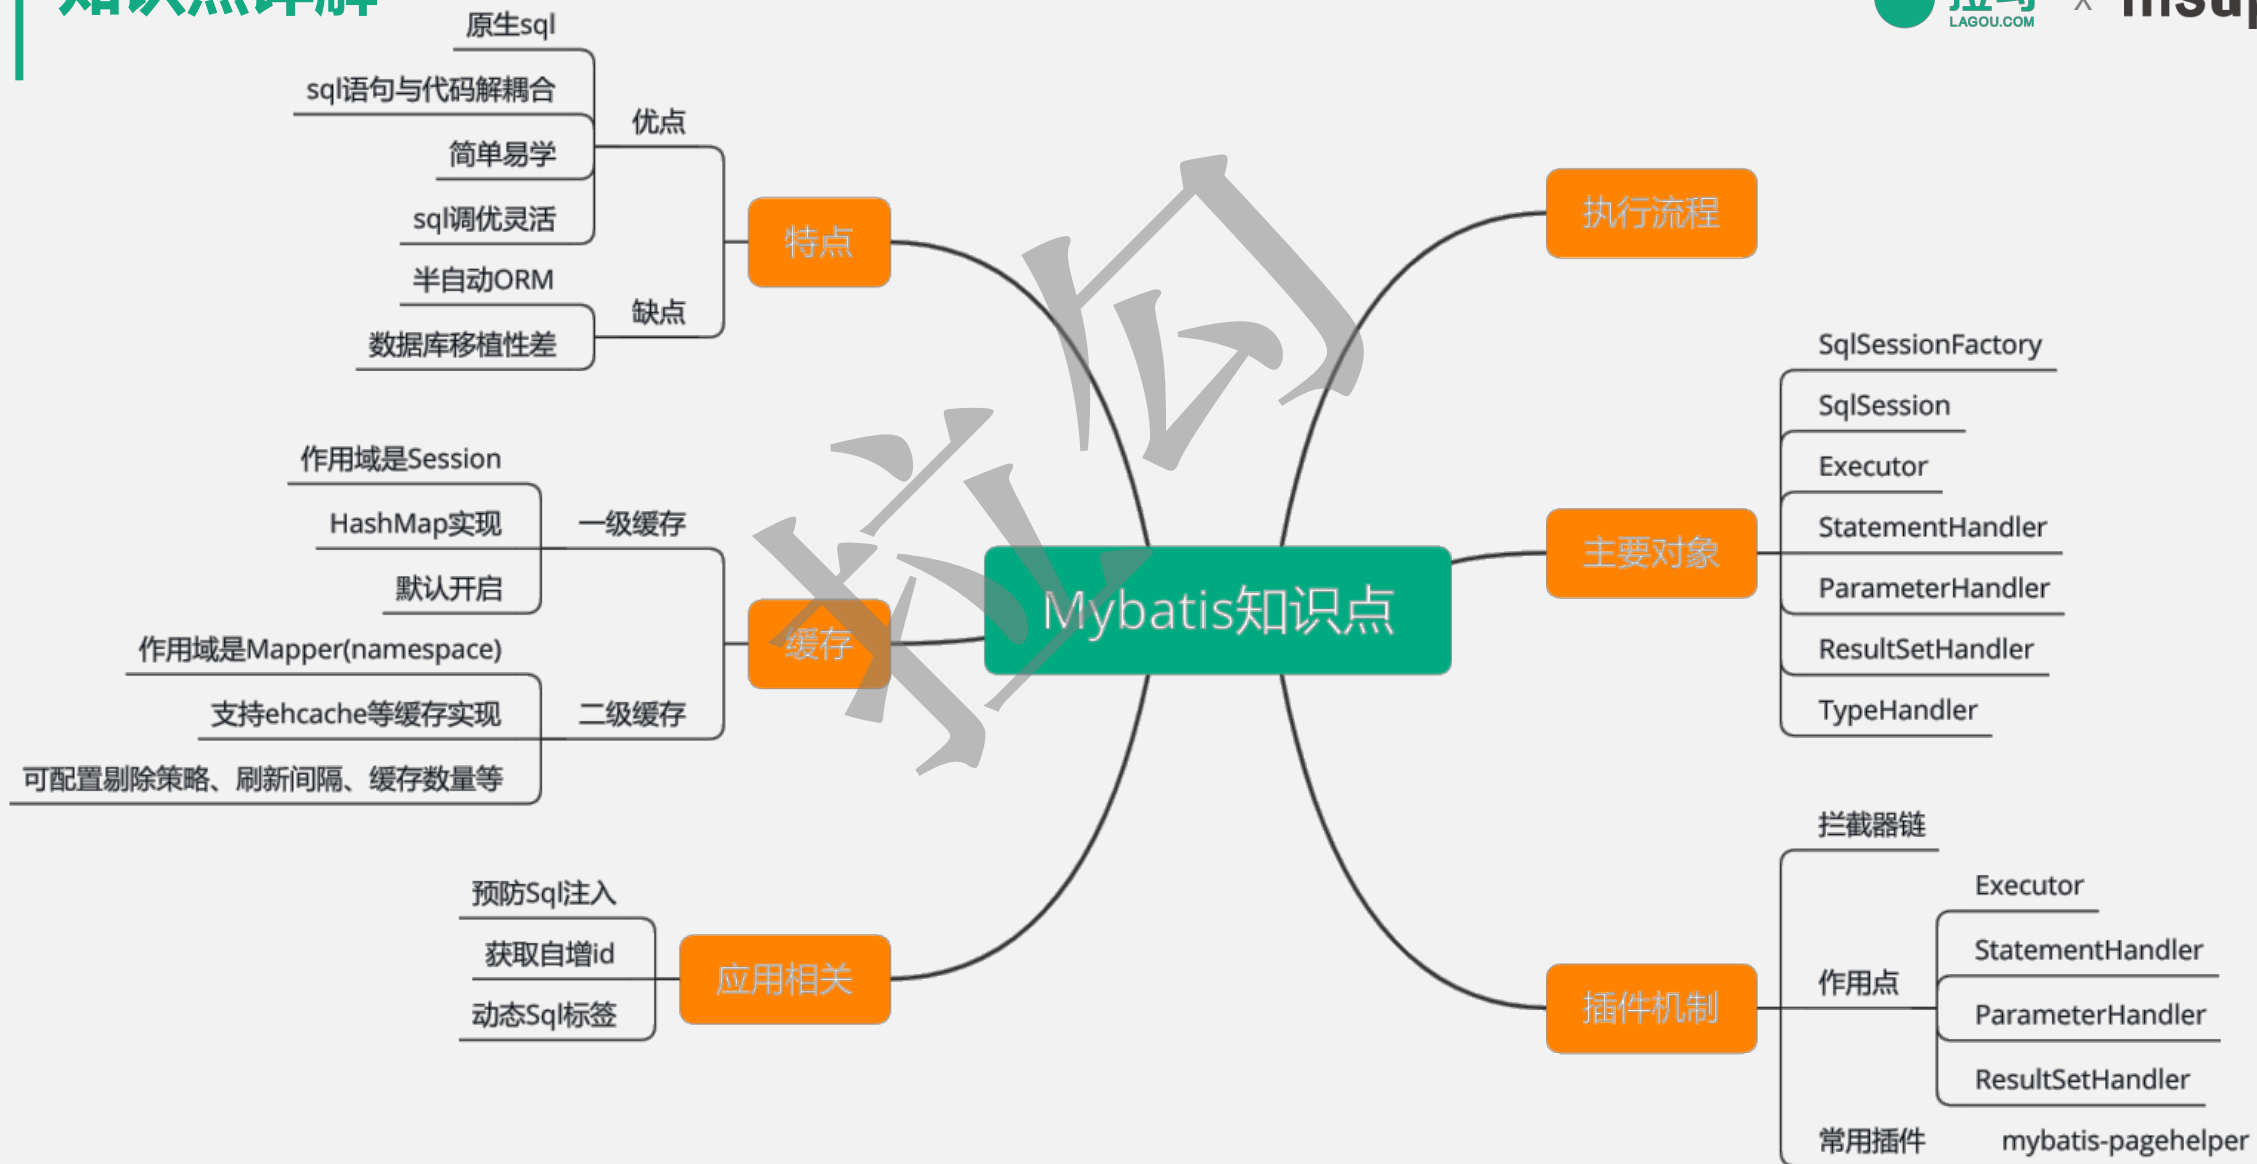 知识点详解
拉勾
LAGOU.COM
x
msup
原生sql
sql语句与代码解耦合
简单易学
sql调优灵活
优点
半自动ORM
数据库移植性差
缺点
特点
作用域是Session
HashMap实现
默认开启
一级缓存
作用域是Mapper(namespace)
支持ehcache等缓存实现
可配置剔除策略、刷新间隔、缓存数量等
二级缓存
缓存
预防Sql注入
获取自增id
动态Sql标签
应用相关
Mybatis知识点
拉勾
执行流程
主要对象
SqlSessionFactory
SqlSession
Executor
StatementHandler
ParameterHandler
ResultSetHandler
TypeHandler
插件机制
拦截器链
作用点
Executor
StatementHandler
ParameterHandler
ResultSetHandler
常用插件
mybatis-pagehelper